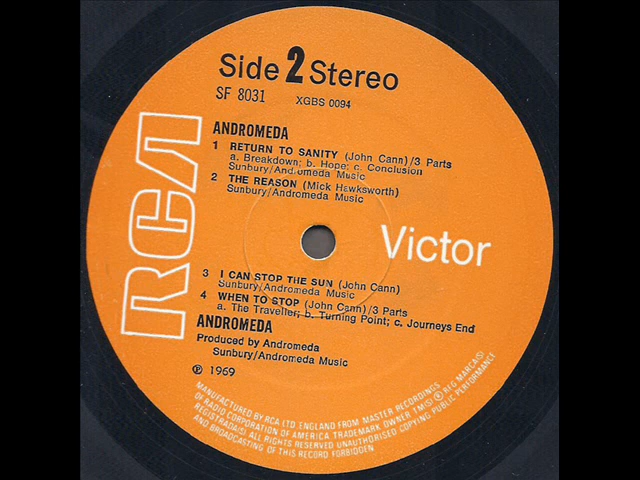 Side 2 Stereo
SF 8031 XGBS 0094
ANDROMEDA
1 RETURN TO SANITY (John Cann)/3 Parts
a. Breakdown; b. Hope; c. Conclusion
Sunbury/Andromeda Music
2 THE REASON (Mick Hawksworth)
Sunbury/Andromeda Music
RCA
Victor
3 I CAN STOP THE SUN (John Cann)
Sunbury/Andromeda Music
4 WHEN TO STOP (John Cann)/3 Parts
a. The Traveller; b. Turning Point; c. Journeys End
ANDROMEDA
Produced by Andromeda
Sunbury/Andromeda Music
℗ 1969
MANUFACTURED BY RCA LTD. ENGLAND FROM MASTER RECORDINGS
OF RADIO CORPORATION OF AMERICA TRADEMARK OWNER TM(S) ® REG MARCA(S)
REGISTRADA(S) ALL RIGHTS RESERVED UNAUTHORISED COPYING PUBLIC PERFORMANCE
AND BROADCASTING OF THIS RECORD FORBIDDEN